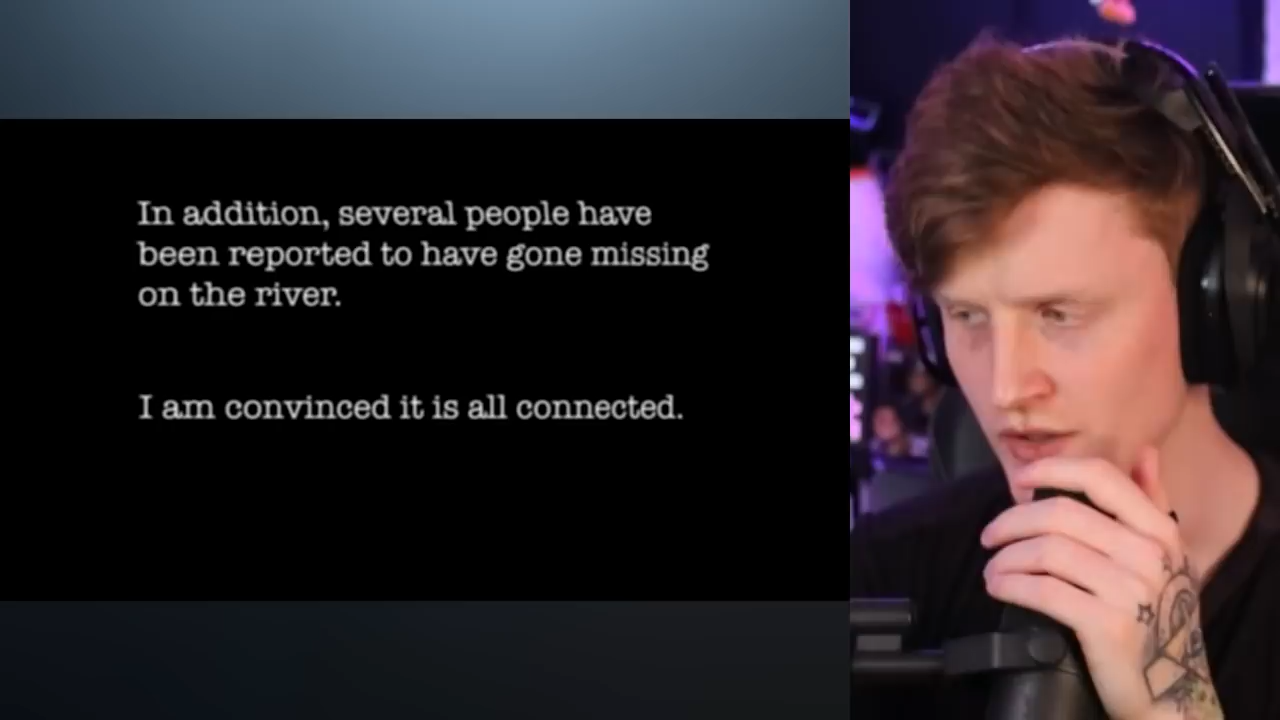 In addition, several people have
been reported to have gone missing
on the river.
I am convinced it is all connected.